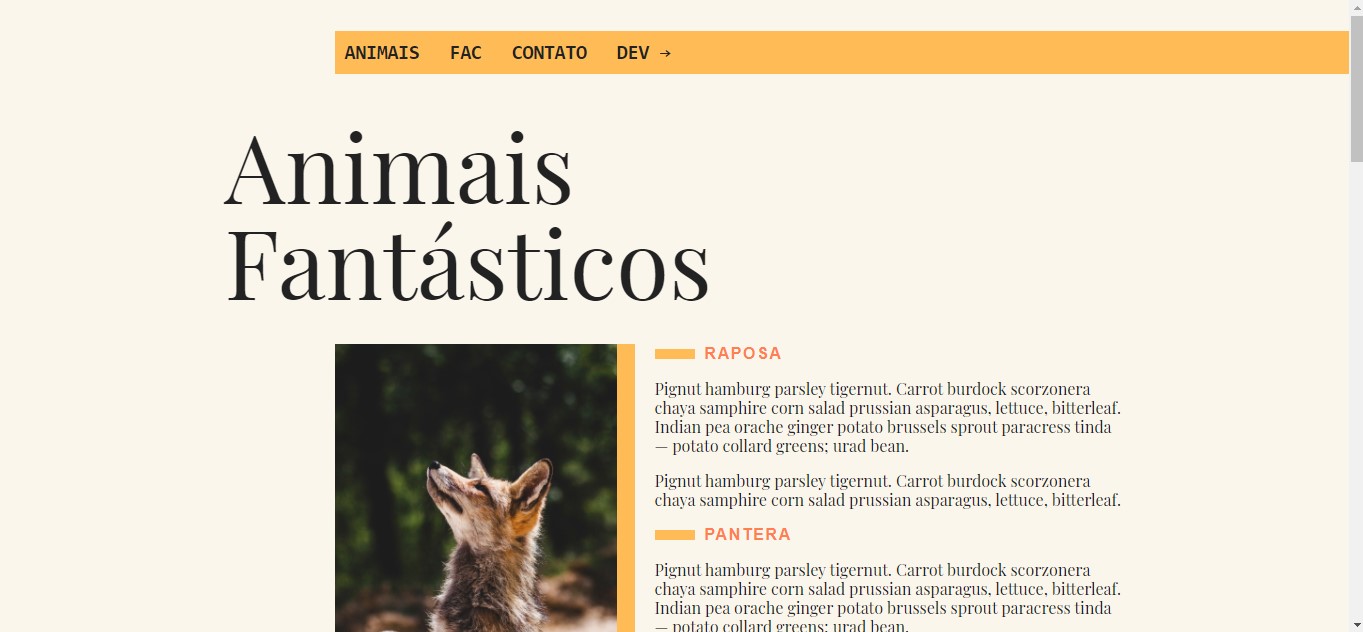 ANIMAIS FAC CONTATO DEV →
Animais
Fantásticos
RAPOSA
Pignut hamburg parsley tigernut. Carrot burdock scorzonera
chaya samphire corn salad prussian asparagus, lettuce, bitterleaf.
Indian pea orache ginger potato brussels sprout paracress tinda
— potato collard greens; urad bean.
Pignut hamburg parsley tigernut. Carrot burdock scorzonera
chaya samphire corn salad prussian asparagus, lettuce, bitterleaf.
PANTERA
Pignut hamburg parsley tigernut. Carrot burdock scorzonera
chaya samphire corn salad prussian asparagus, lettuce, bitterleaf.
Indian pea orache ginger potato brussels sprout paracress tinda
— potato collard greens; urad bean.